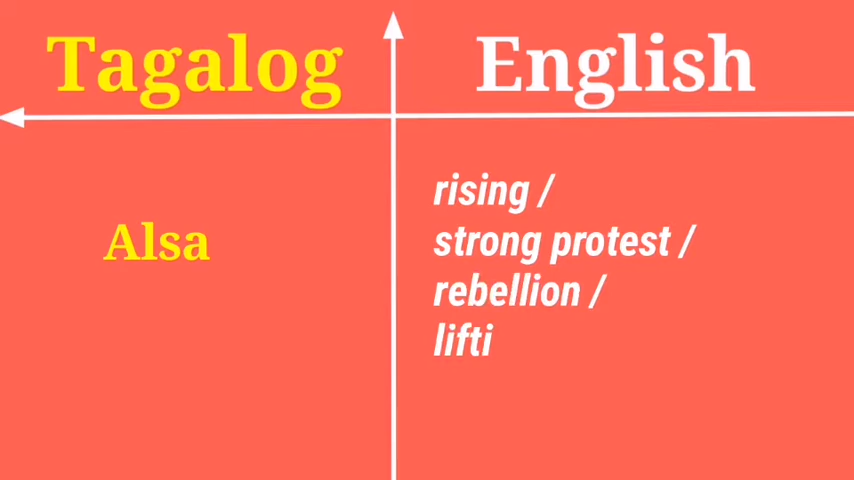 Tagalog English
Alsa
rising /
strong protest /
rebellion /
lifti